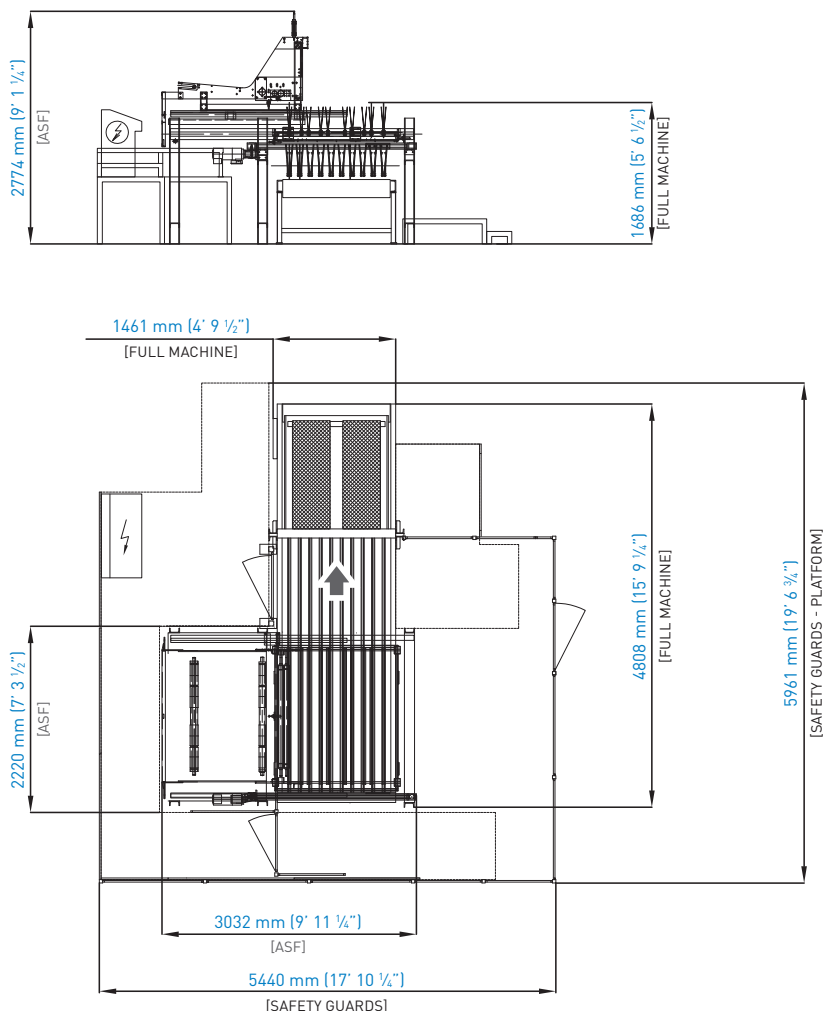 2774 mm (9' 1 ¼")
[ASF]
1686 mm (5' 6 ½")
[FULL MACHINE]
1461 mm (4' 9 ½")
[FULL MACHINE]
2220 mm (7' 3 ½")
[ASF]
4808 mm (15' 9 ¼")
[FULL MACHINE]
5961 mm (19' 6 ¾")
[SAFETY GUARDS - PLATFORM]
3032 mm (9' 11 ¼")
[ASF]
5440 mm (17' 10 ¼")
[SAFETY GUARDS]